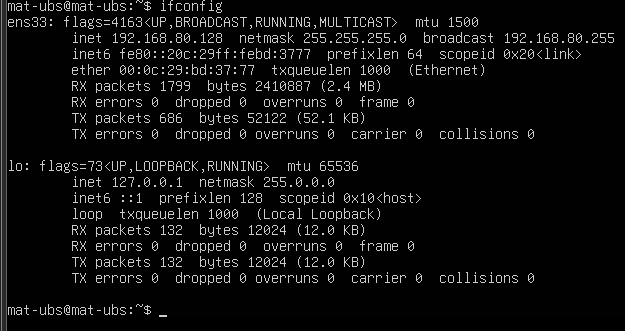 mat-ubs@mat-ubs:~$ ifconfig
ens33: flags=4163<UP,BROADCAST,RUNNING,MULTICAST>  mtu 1500
        inet 192.168.80.128  netmask 255.255.255.0  broadcast 192.168.80.255
        inet6 fe80::20c:29ff:febd:3777  prefixlen 64  scopeid 0x20<link>
        ether 00:0c:29:bd:37:77  txqueuelen 1000  (Ethernet)
        RX packets 1799  bytes 2410887 (2.4 MB)
        RX errors 0  dropped 0  overruns 0  frame 0
        TX packets 686  bytes 52122 (52.1 KB)
        TX errors 0  dropped 0 overruns 0  carrier 0  collisions 0

lo: flags=73<UP,LOOPBACK,RUNNING>  mtu 65536
        inet 127.0.0.1  netmask 255.0.0.0
        inet6 ::1  prefixlen 128  scopeid 0x10<host>
        loop  txqueuelen 1000  (Local Loopback)
        RX packets 132  bytes 12024 (12.0 KB)
        RX errors 0  dropped 0  overruns 0  frame 0
        TX packets 132  bytes 12024 (12.0 KB)
        TX errors 0  dropped 0 overruns 0  carrier 0  collisions 0

mat-ubs@mat-ubs:~$ _